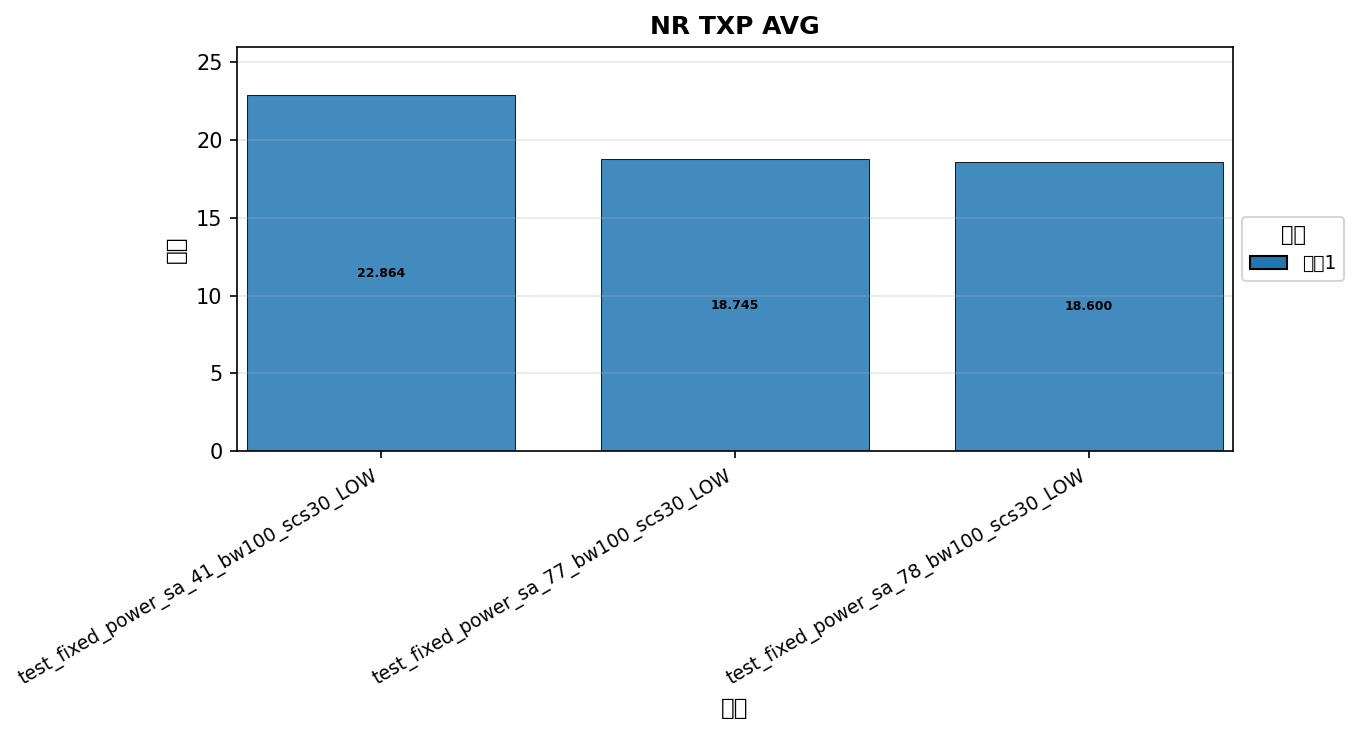 NR TXP AVG
25
20
15
10
5
0
22.864
18.745
18.600
1
test_fixed_power_sa_41_bw100_scs30_LOW
test_fixed_power_sa_77_bw100_scs30_LOW
test_fixed_power_sa_78_bw100_scs30_LOW